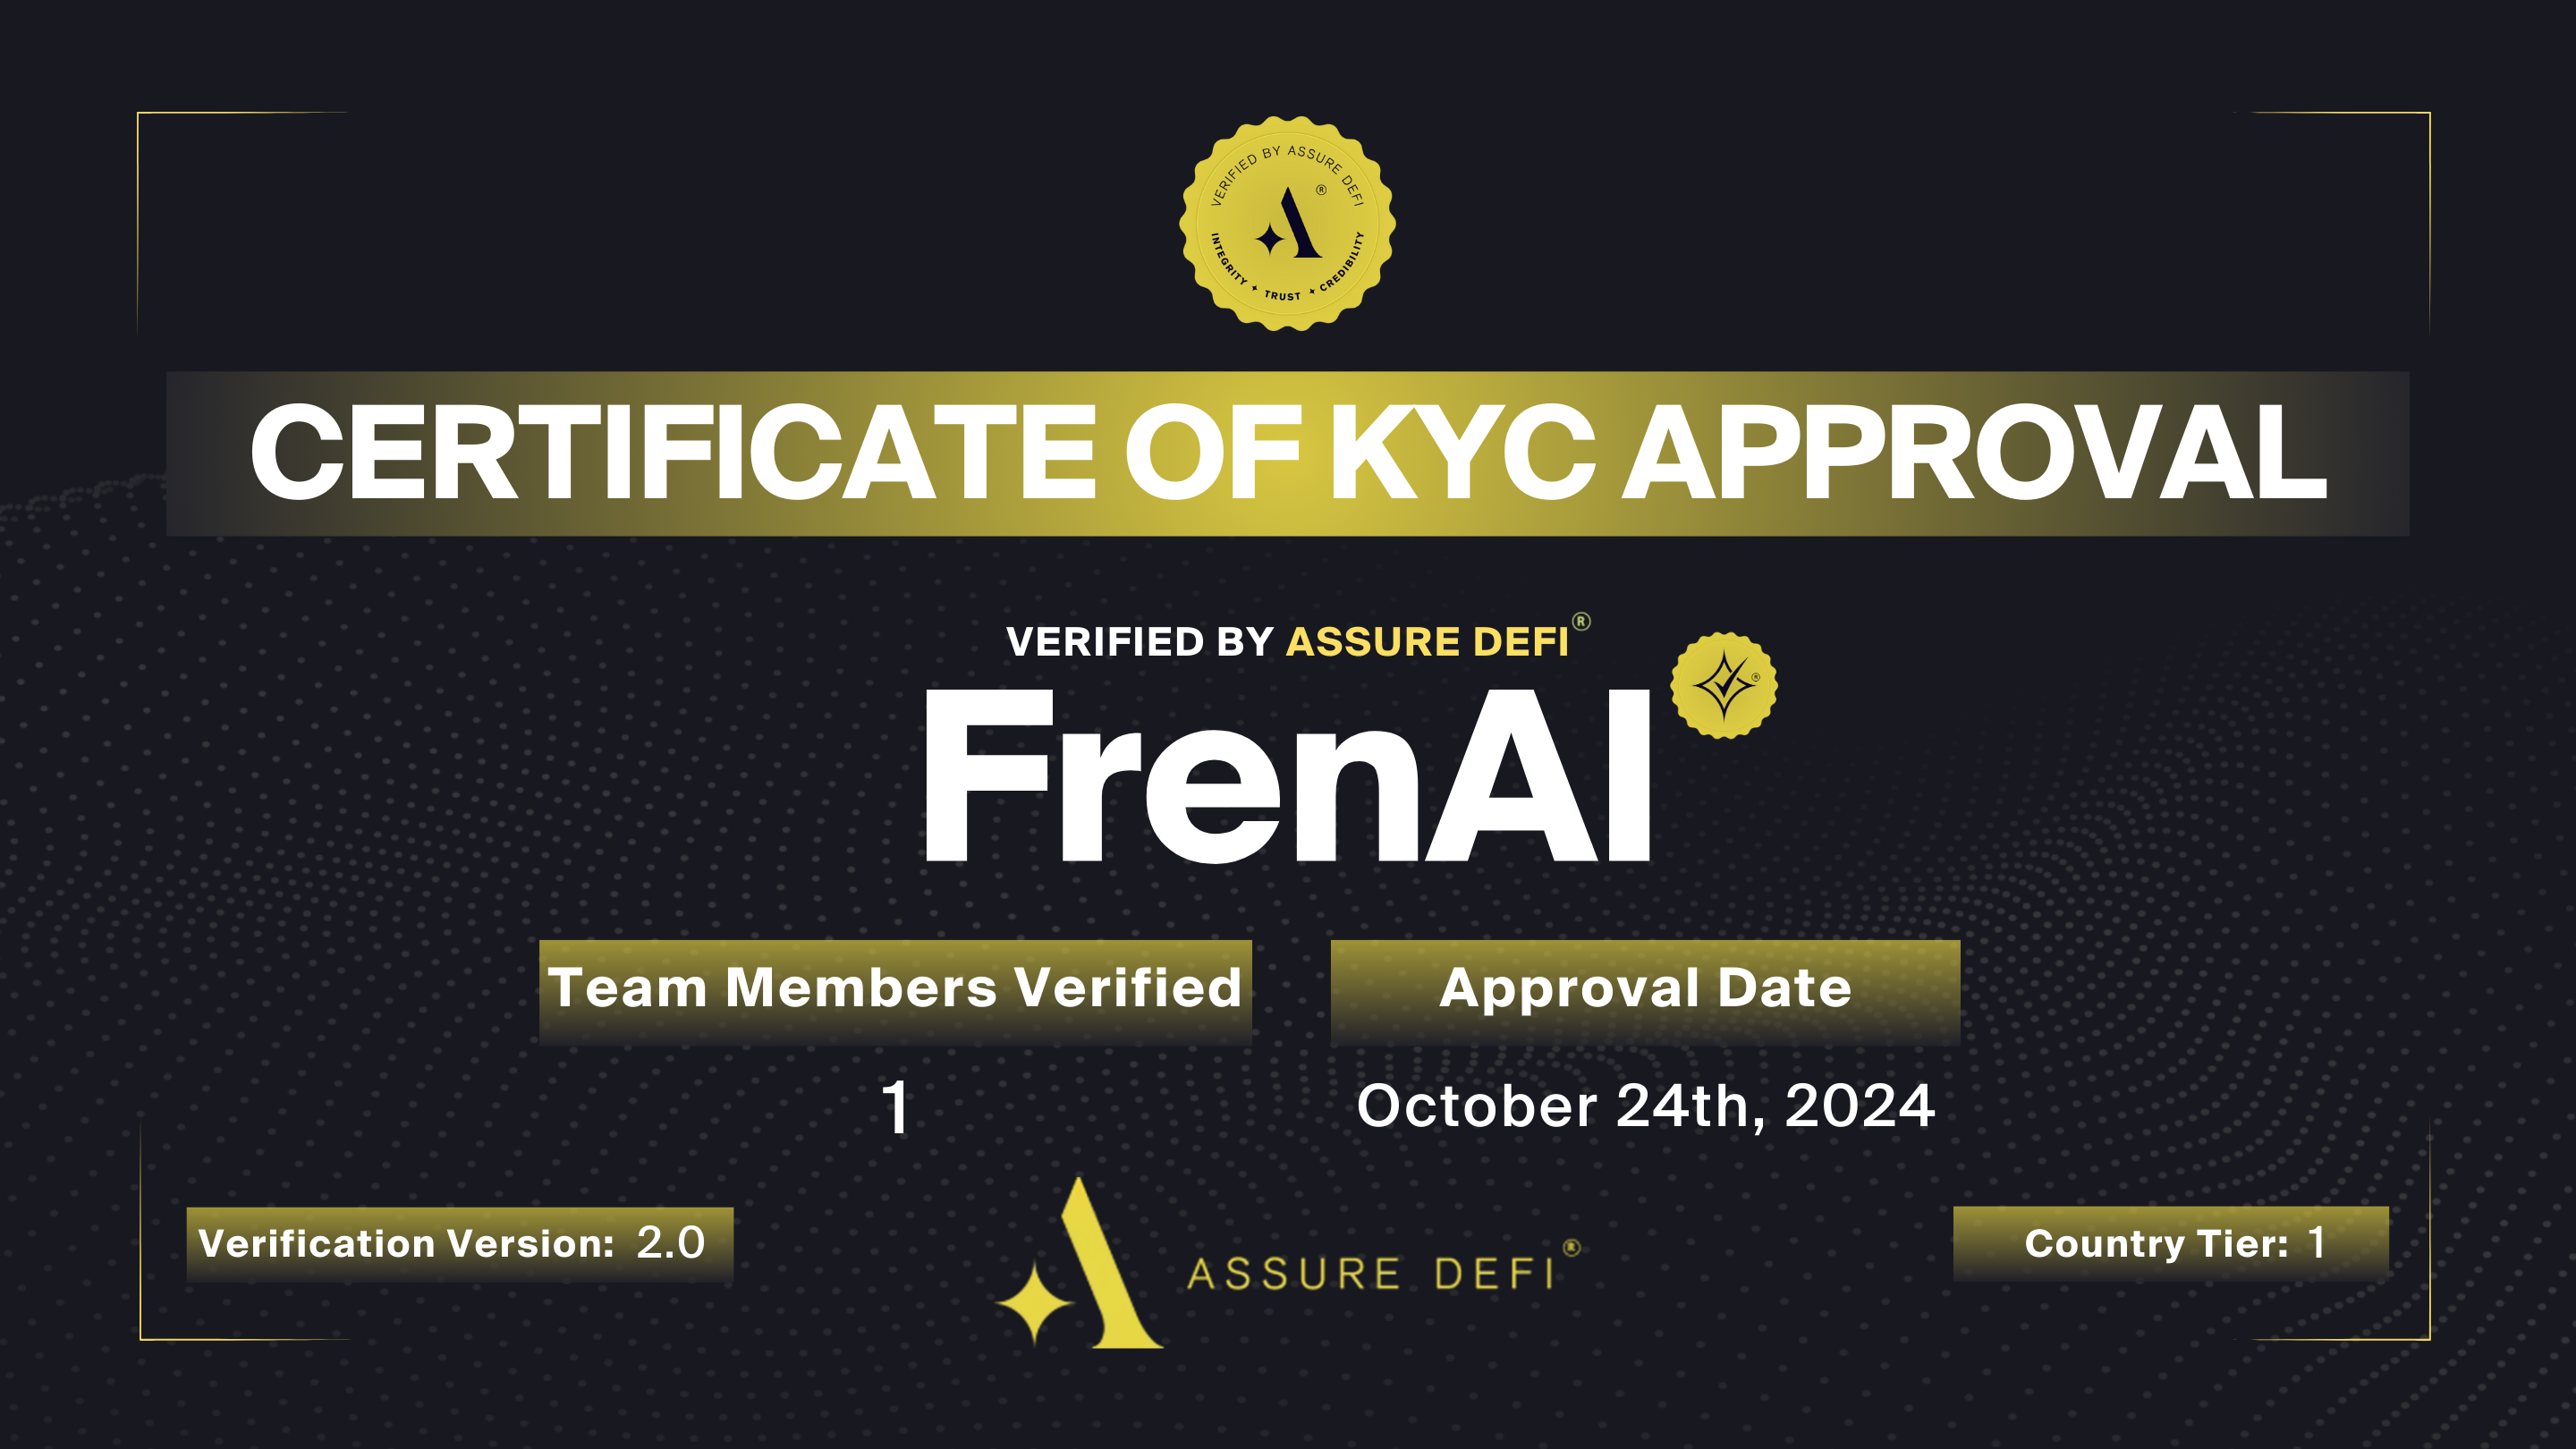 VERIFIED BY ASSURE DEFI
®
INTEGRITY ✦ TRUST ✦ CREDIBILITY
CERTIFICATE OF KYC APPROVAL
VERIFIED BY ASSURE DEFI®
FrenAI
®
Team Members Verified
Approval Date
1
October 24th, 2024
Verification Version: 2.0
ASSURE DEFI®
Country Tier: 1